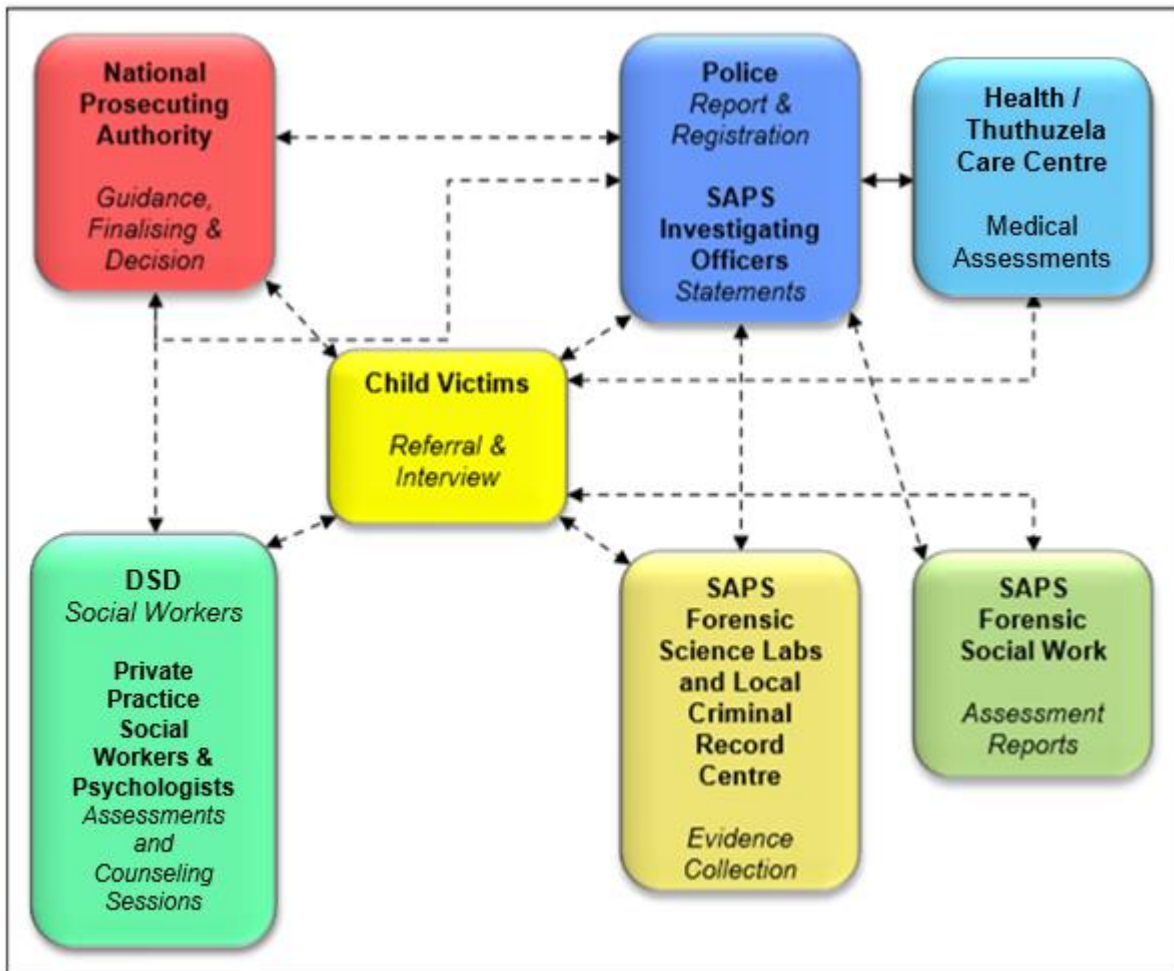 National
Prosecuting
Authority
Guidance,
Finalising &
Decision
Police
Report &
Registration
SAPS
Investigating
Officers
Statements
Health /
Thuthuzela
Care Centre
Medical
Assessments
Child Victims
Referral &
Interview
DSD
Social Workers
Private
Practice
Social
Workers &
Psychologists
Assessments
and
Counseling
Sessions
SAPS
Forensic
Science Labs
and Local
Criminal
Record
Centre
Evidence
Collection
SAPS
Forensic
Social Work
Assessment
Reports